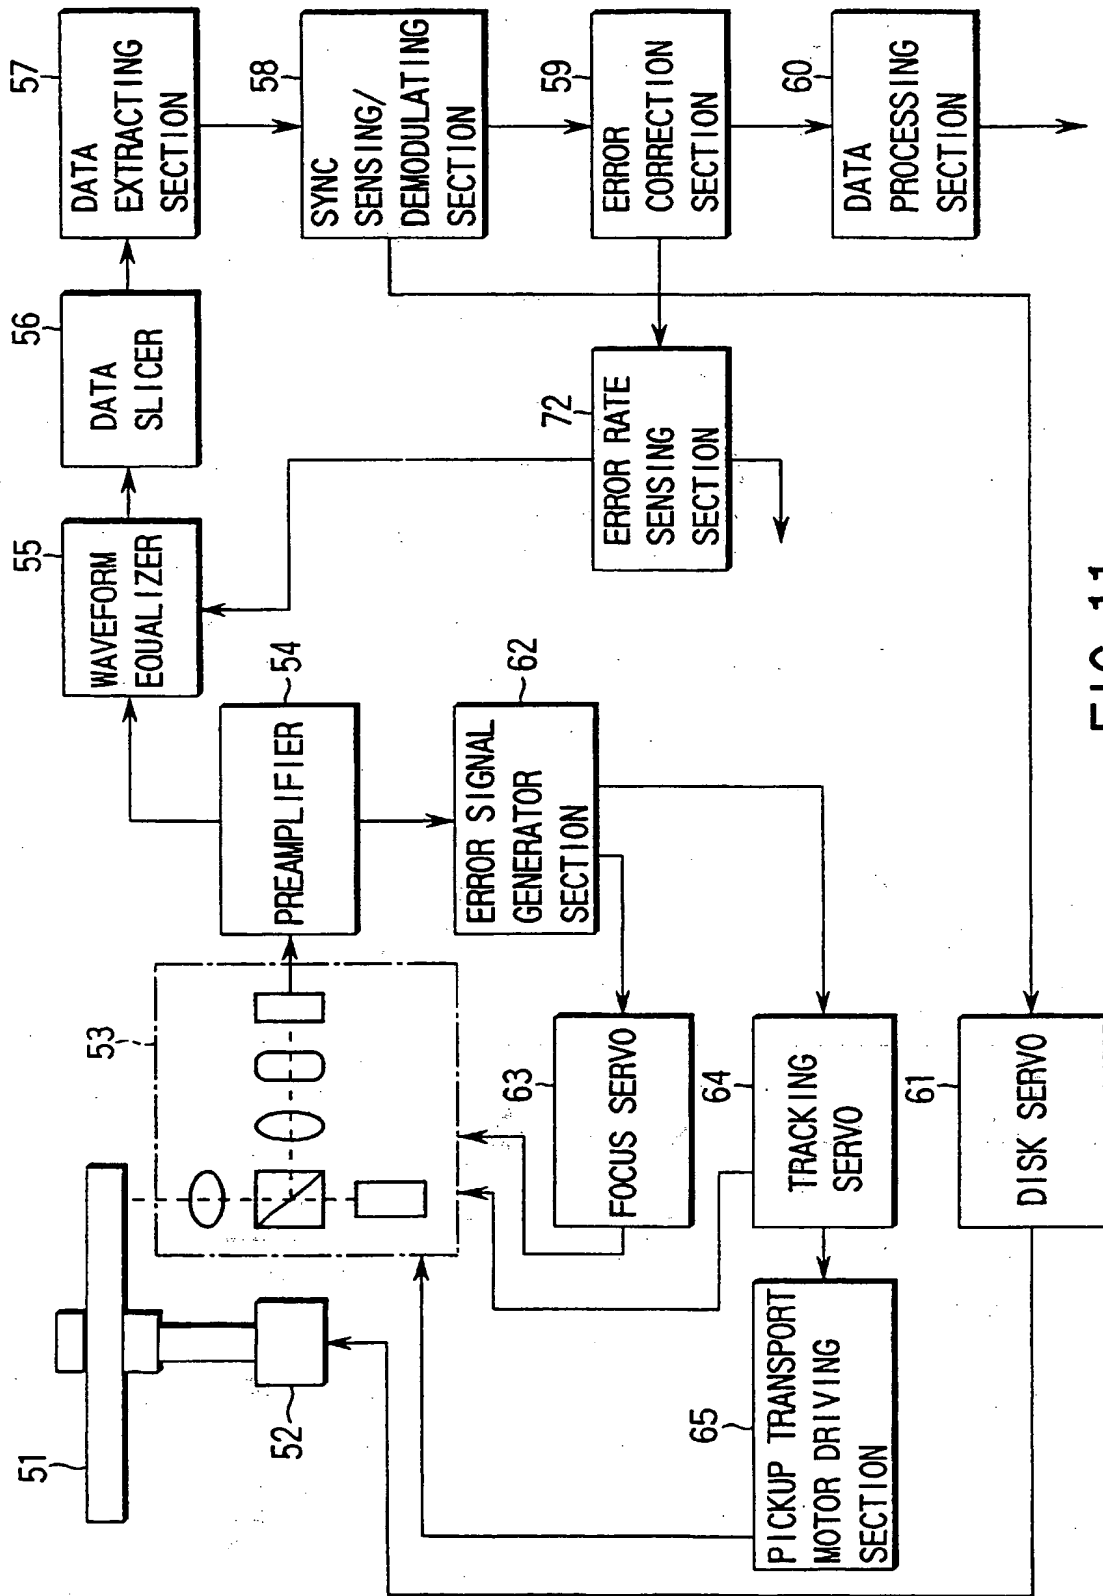 51
52
53
PREAMPLIFIER
54
WAVEFORM
EQUALIZER
55
DATA
SLICER
56
DATA
EXTRACTING
SECTION
57
SYNC
SENSING/
DEMODULATING
SECTION
58
ERROR
CORRECTION
SECTION
59
DATA
PROCESSING
SECTION
60
ERROR RATE
SENSING
SECTION
72
ERROR SIGNAL
GENERATOR
SECTION
62
FOCUS SERVO
63
TRACKING
SERVO
64
DISK SERVO
61
PICKUP TRANSPORT
MOTOR DRIVING
SECTION
65
FIG. 11